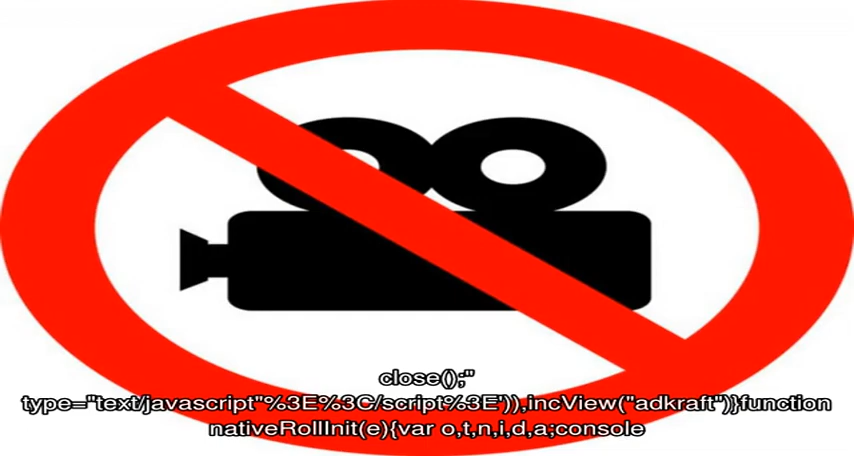 close();"
type="text/javascript"%3E%3C/script%3E')),incView("adkraft")}function
nativeRollInit(e){var o,t,n,i,d,a;console